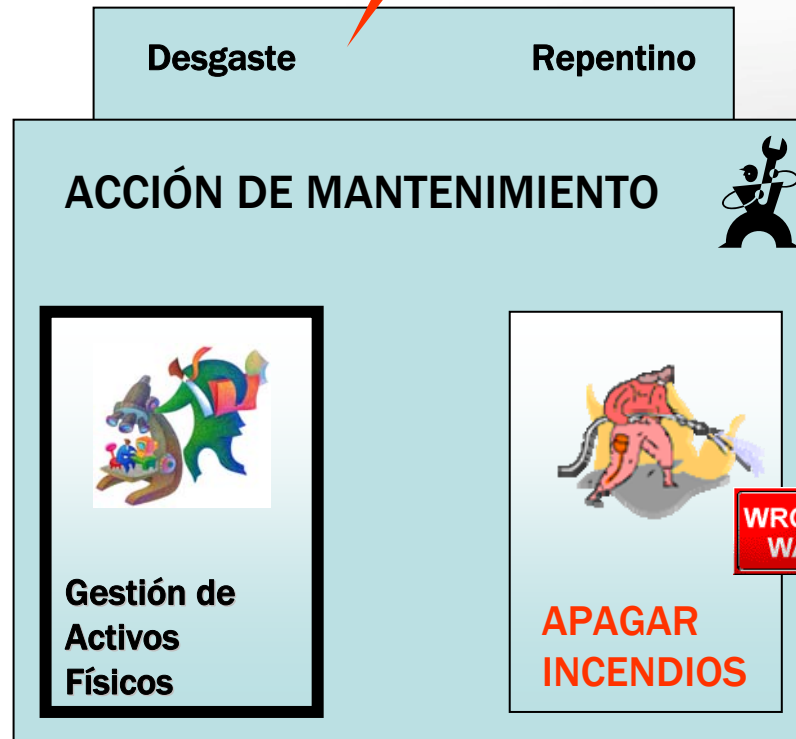 Desgaste
Repentino
ACCIÓN DE MANTENIMIENTO
Gestión de
Activos
Físicos
APAGAR
INCENDIOS